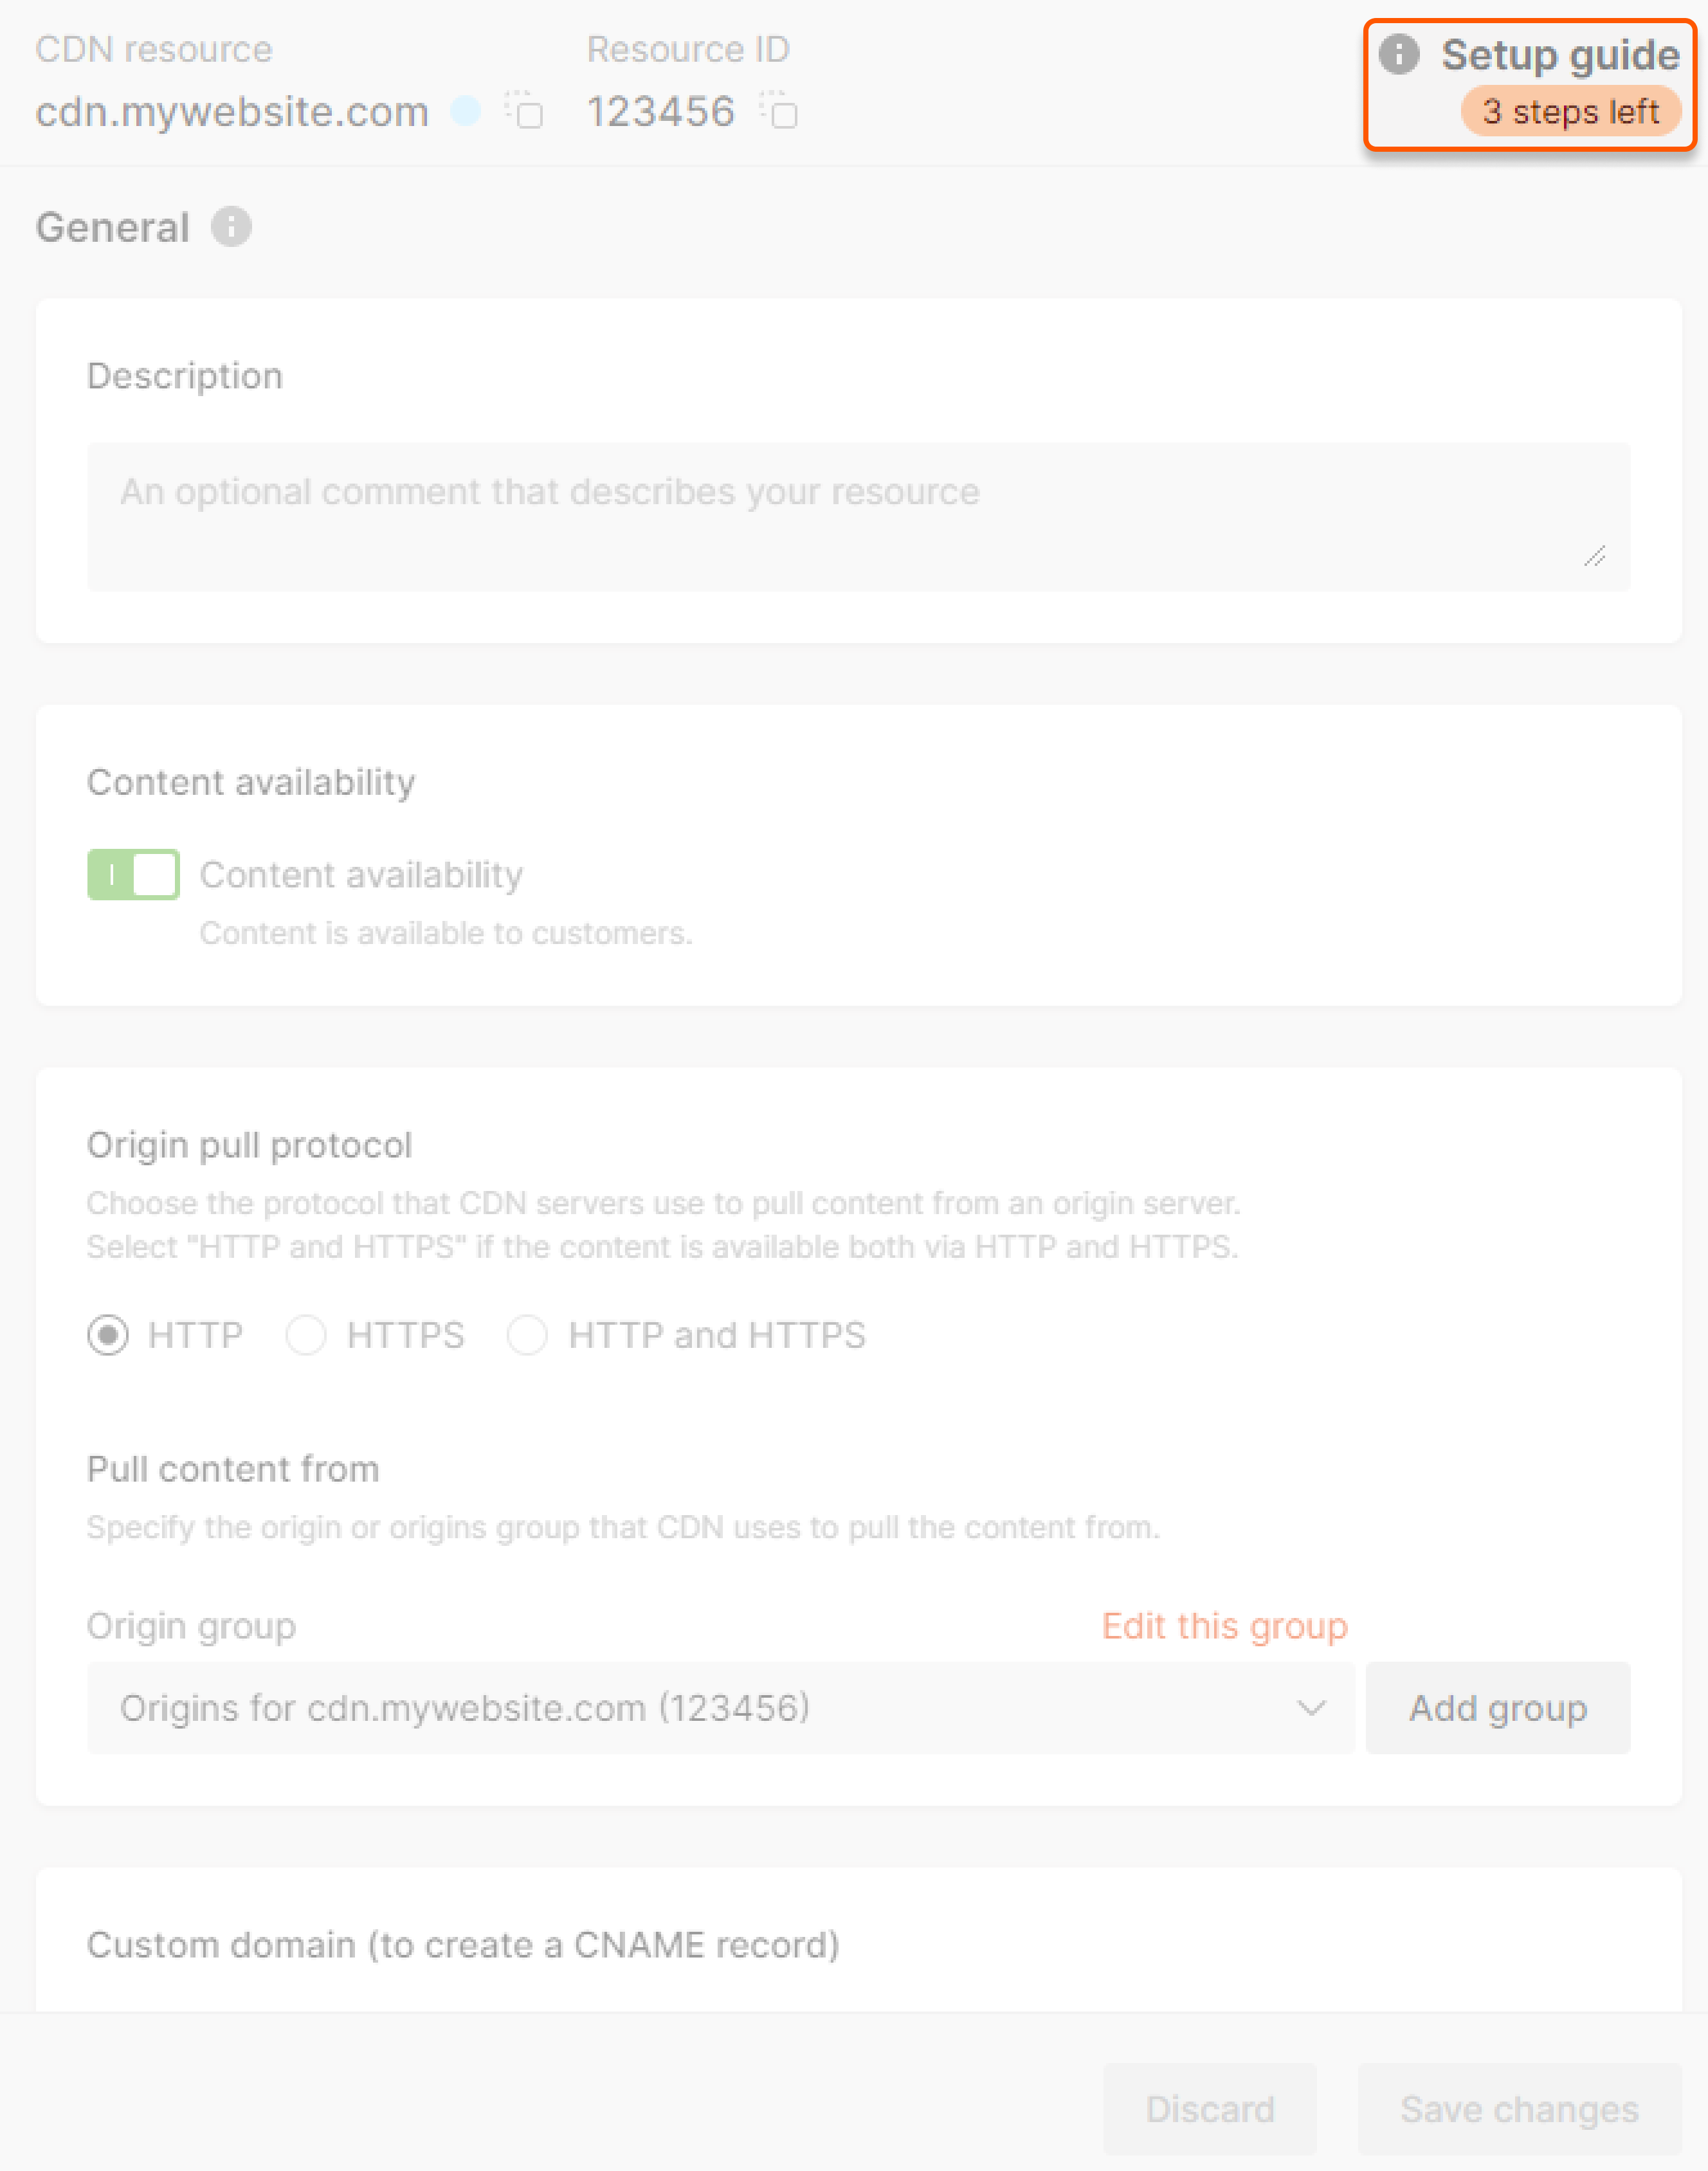 CDN resource
Resource ID
Setup guide
cdn.mywebsite.com
123456
3 steps left
General
Description
An optional comment that describes your resource
Content availability
Content availability
Content is available to customers.
Origin pull protocol
Choose the protocol that CDN servers use to pull content from an origin server.
Select "HTTP and HTTPS" if the content is available both via HTTP and HTTPS.
HTTP
HTTPS
HTTP and HTTPS
Pull content from
Specify the origin or origins group that CDN uses to pull the content from.
Origin group
Edit this group
Origins for cdn.mywebsite.com (123456)
Add group
Custom domain (to create a CNAME record)
Discard
Save changes